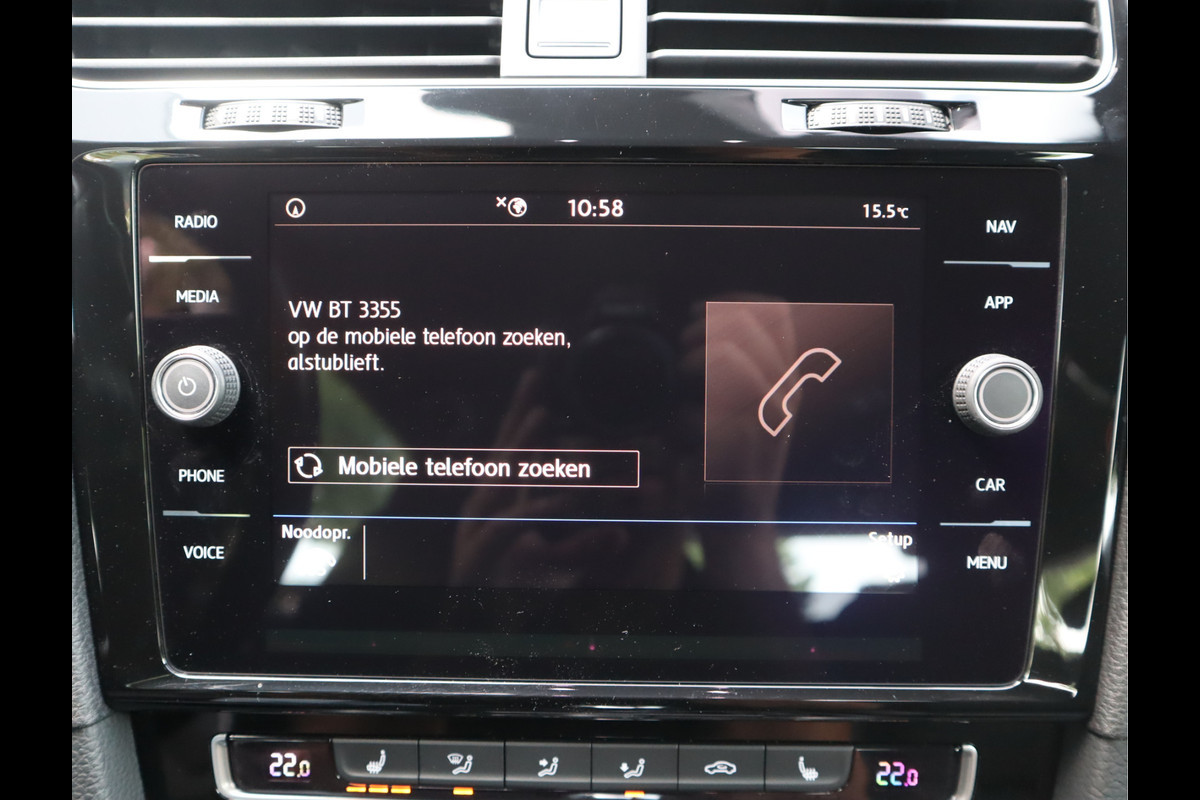 10:58
15.5°C
RADIO
NAV
MEDIA
APP
VW BT 3355
op de mobiele telefoon zoeken,
alstublieft.
Mobiele telefoon zoeken
PHONE
CAR
Noodopr.
Setup
VOICE
MENU
22.0
22.0